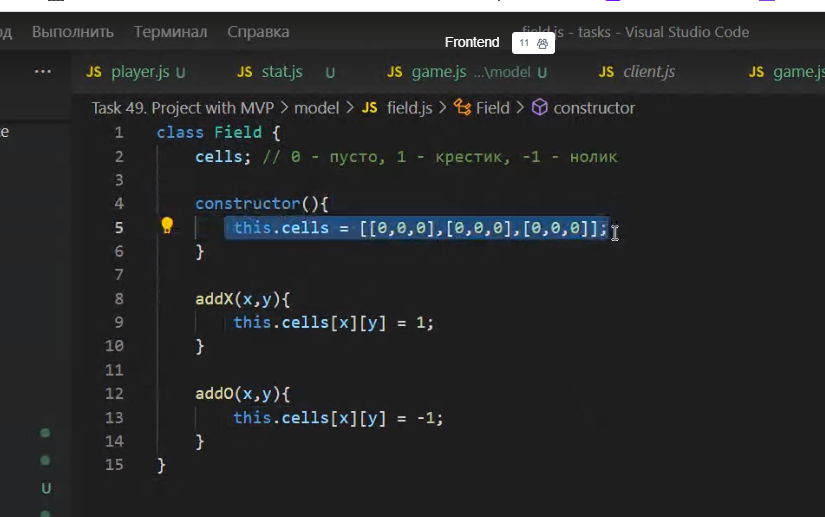 Выполнить Терминал Справка
field.js - tasks - Visual Studio Code
Frontend 11
··· JS player.js U JS stat.js U JS game.js ...\model U JS client.js JS game.js
Task 49. Project with MVP > model > JS field.js > Field > constructor
1 class Field {
2 cells; // 0 - пусто, 1 - крестик, -1 - нолик
3
4 constructor(){
5 this.cells = [[0,0,0],[0,0,0],[0,0,0]];
6 }
7
8 addX(x,y){
9 this.cells[x][y] = 1;
10 }
11
12 addO(x,y){
13 this.cells[x][y] = -1;
14 }
15 }
U